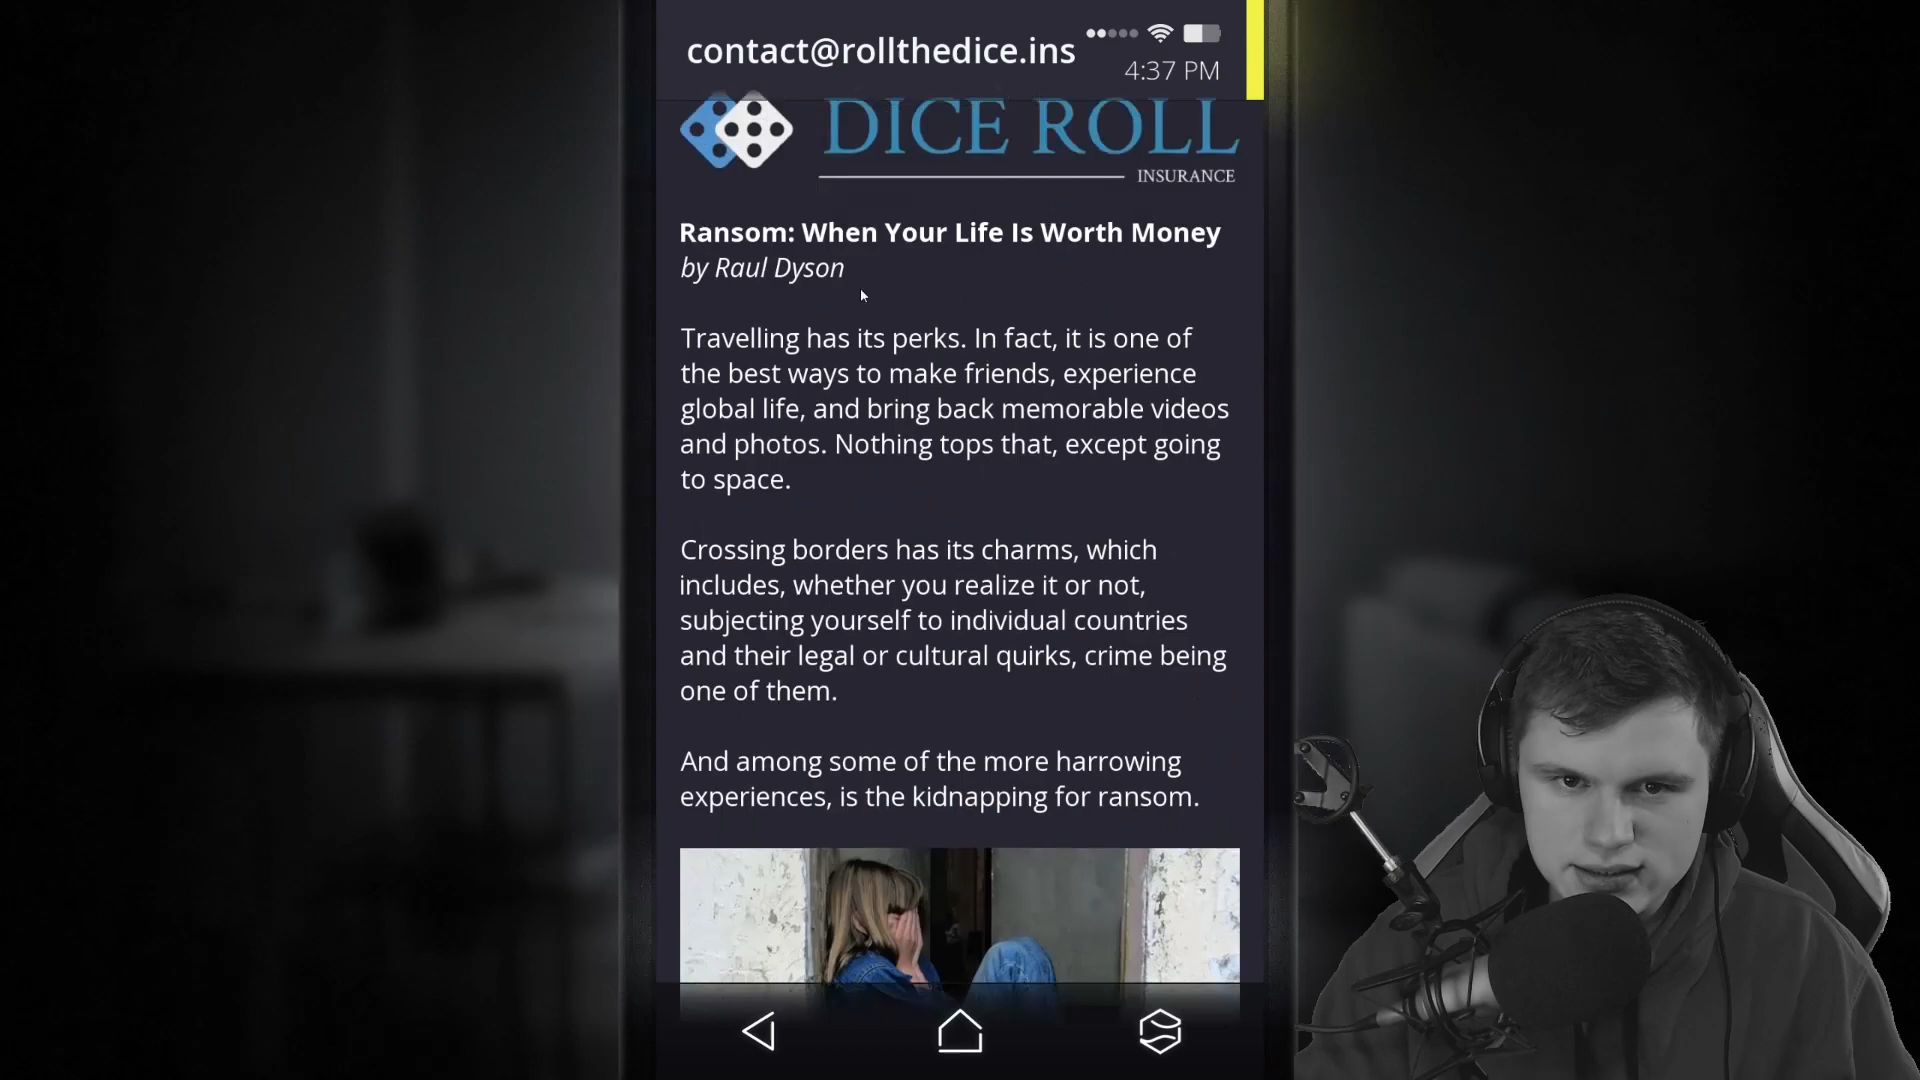 contact@rollthedice.ins
4:37 PM
DICE ROLL
INSURANCE
Ransom: When Your Life Is Worth Money
by Raul Dyson
Travelling has its perks. In fact, it is one of
the best ways to make friends, experience
global life, and bring back memorable videos
and photos. Nothing tops that, except going
to space.
Crossing borders has its charms, which
includes, whether you realize it or not,
subjecting yourself to individual countries
and their legal or cultural quirks, crime being
one of them.
And among some of the more harrowing
experiences, is the kidnapping for ransom.